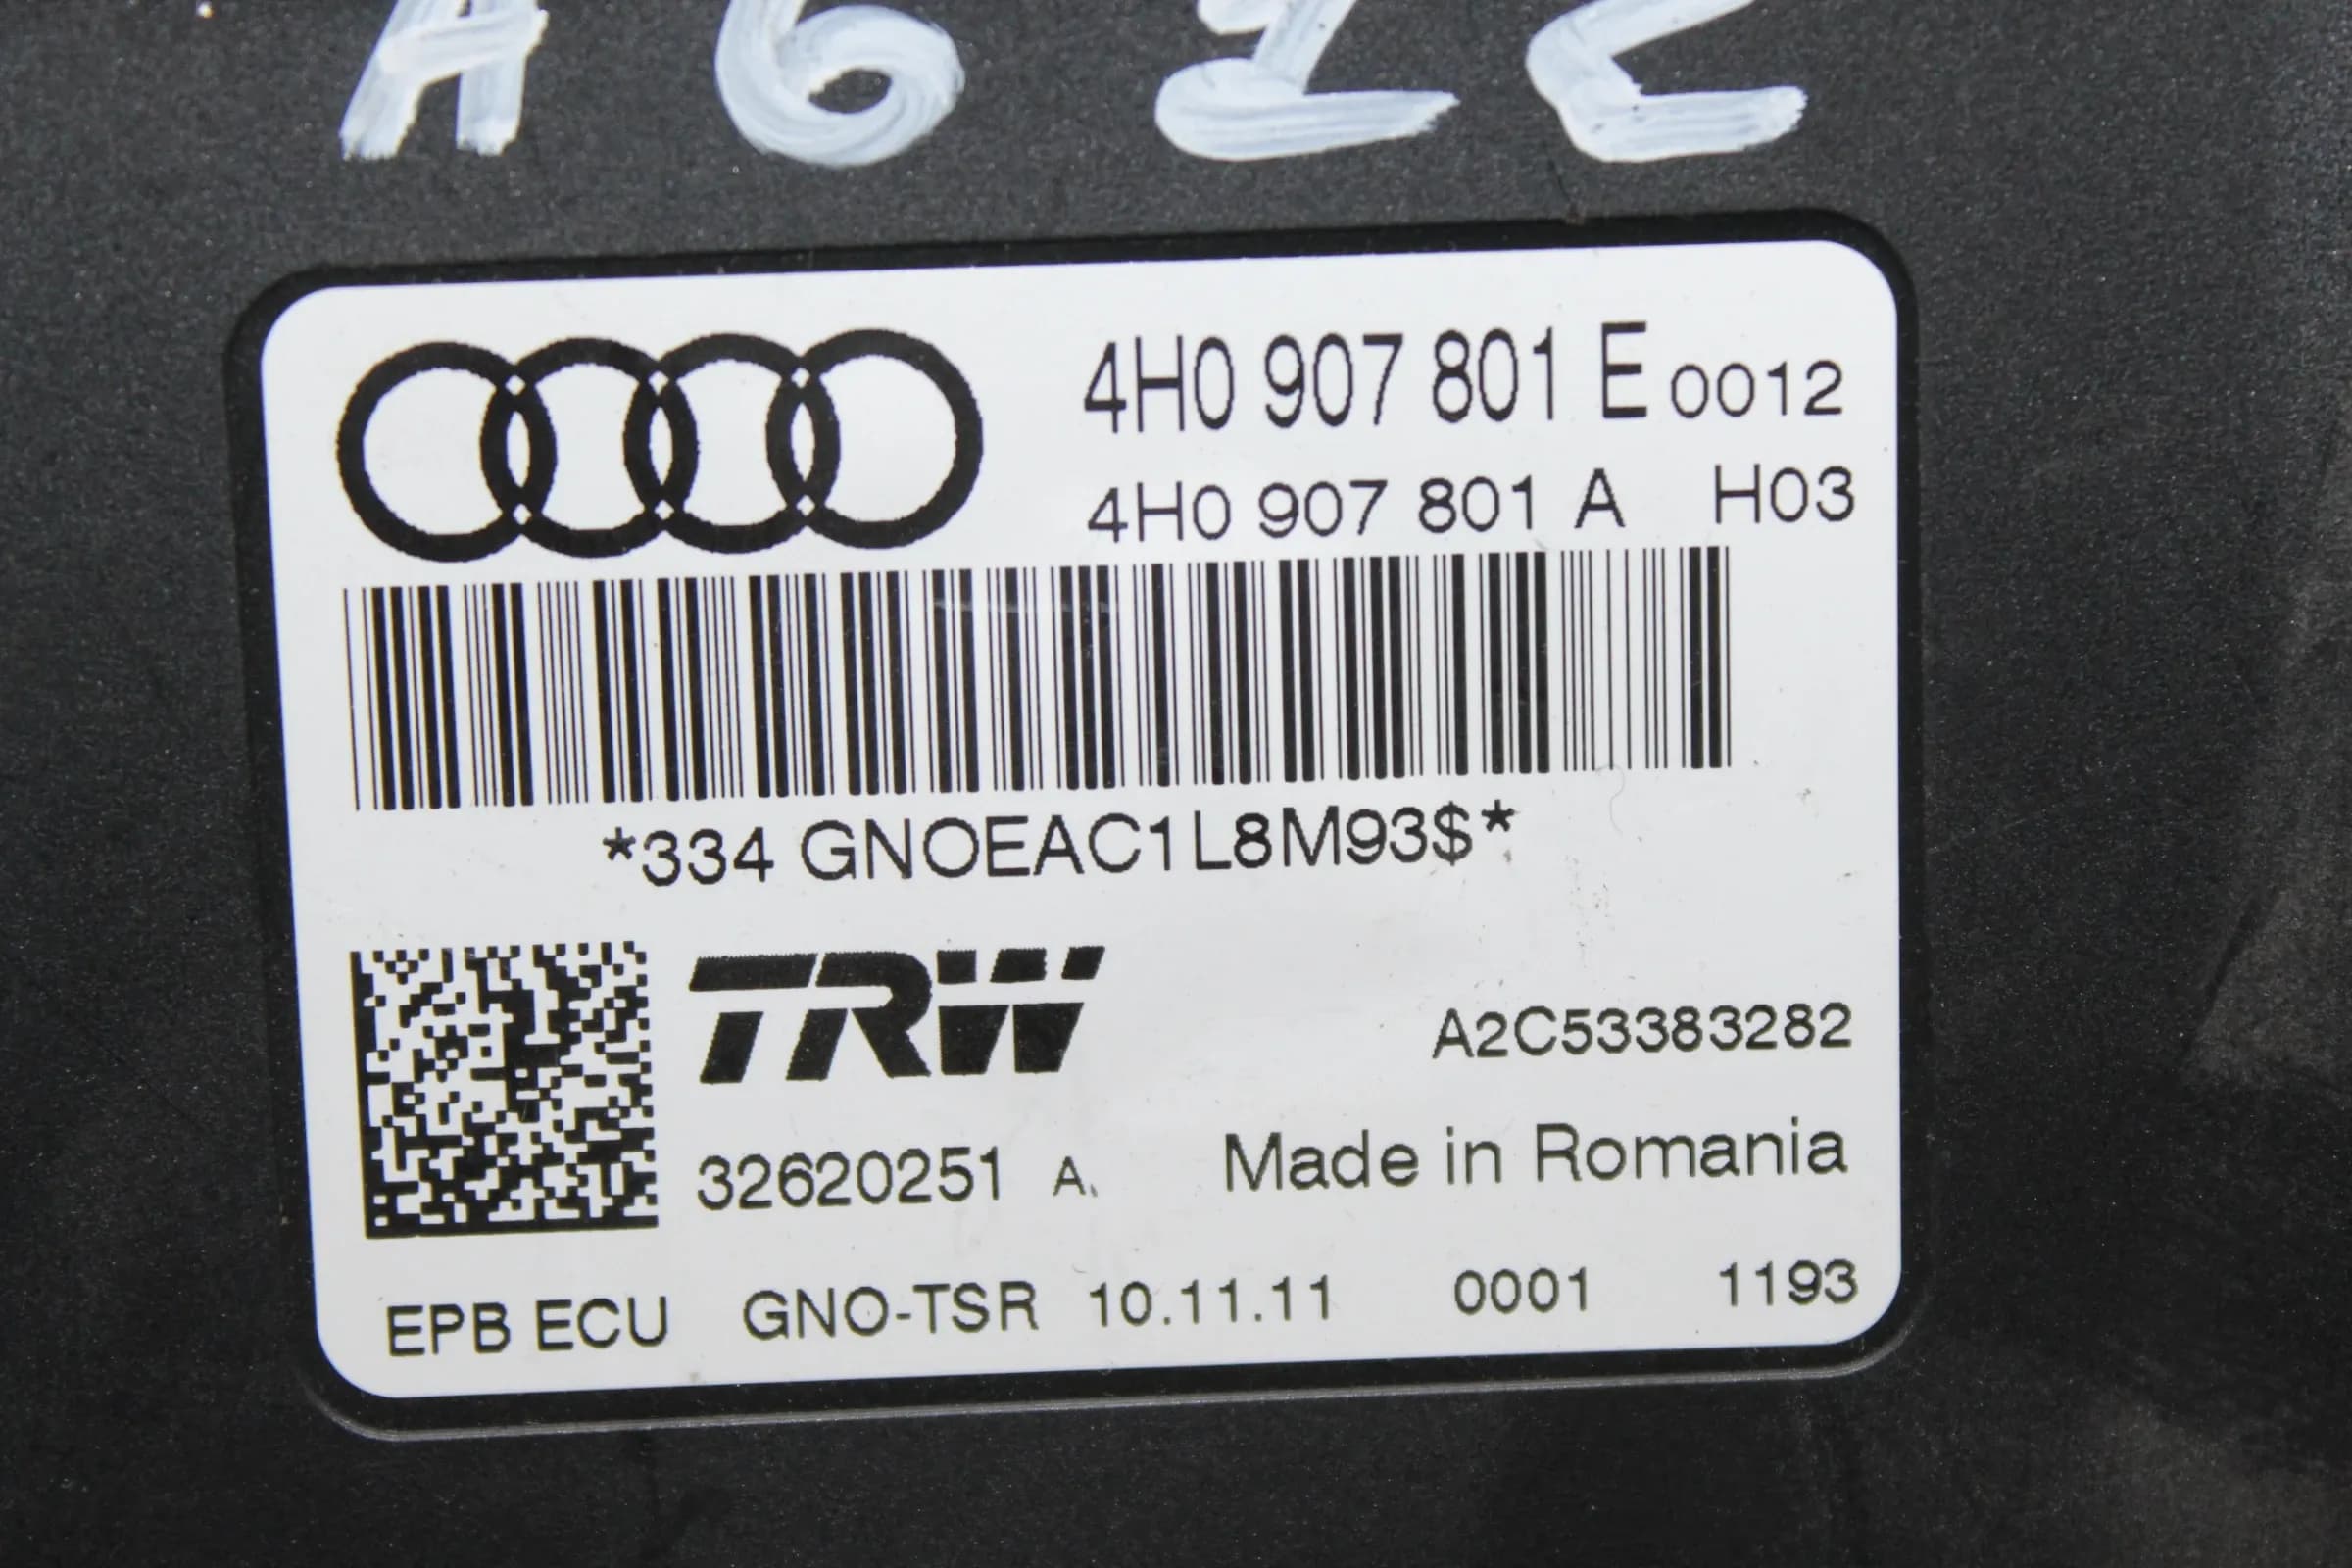 A6
4H0 907 801 E 0012
4H0 907 801 A H03
*334 GNOEAC1L8M93$*
TRW
A2C53383282
32620251 A.
Made in Romania
EPB ECU GNO-TSR 10.11.11 0001 1193